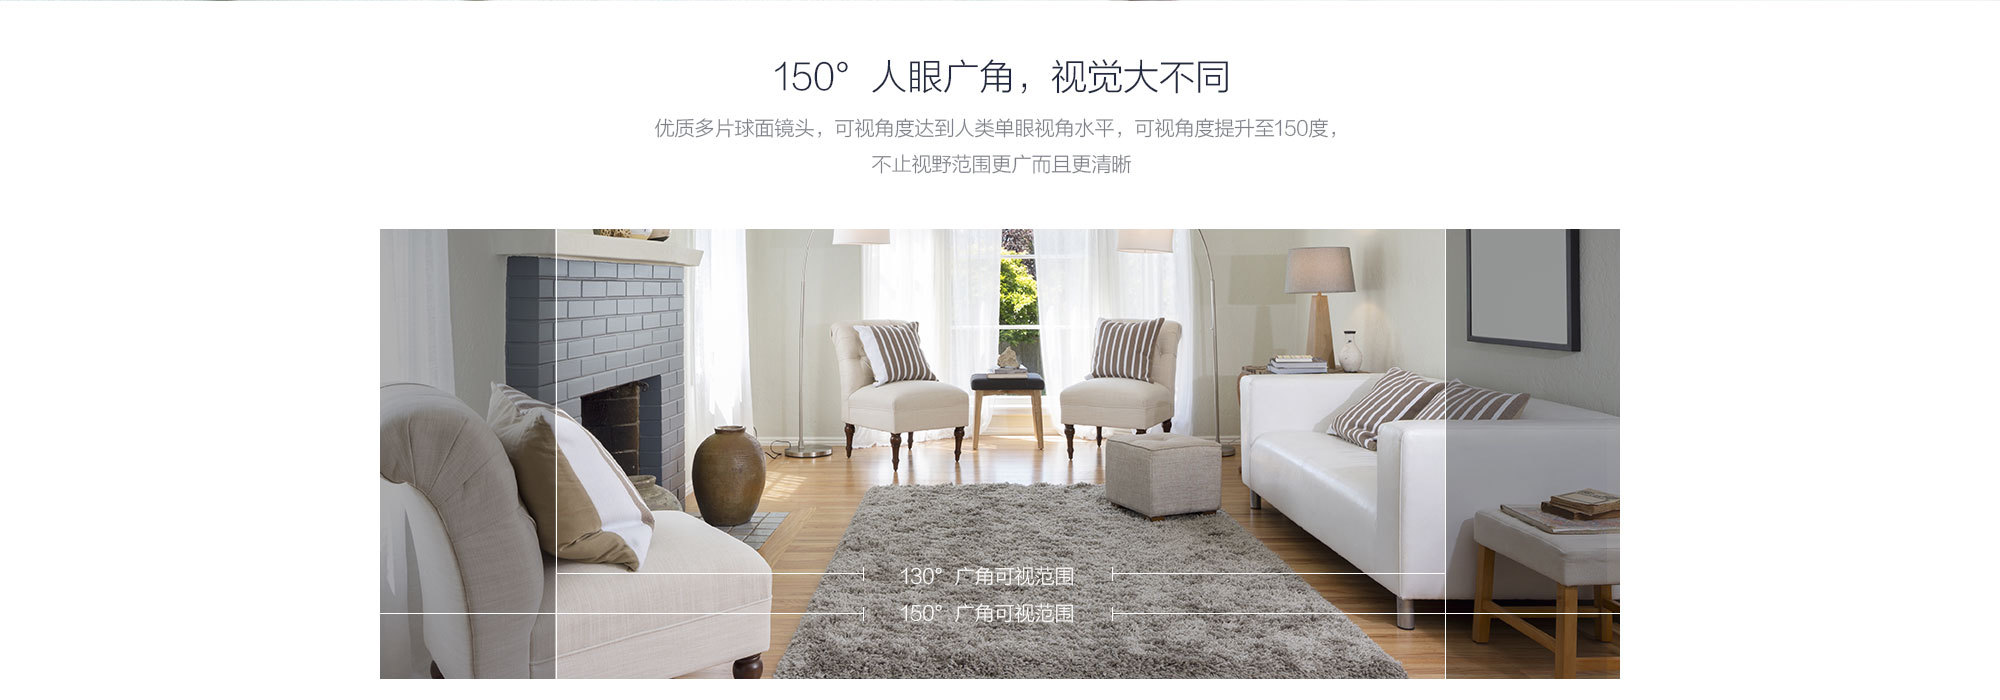 150° 人眼广角，视觉大不同
优质多片球面镜头，可视角度达到人类单眼视角水平，可视角度提升至150度，
不止视野范围更广而且更清晰
130° 广角可视范围
150° 广角可视范围